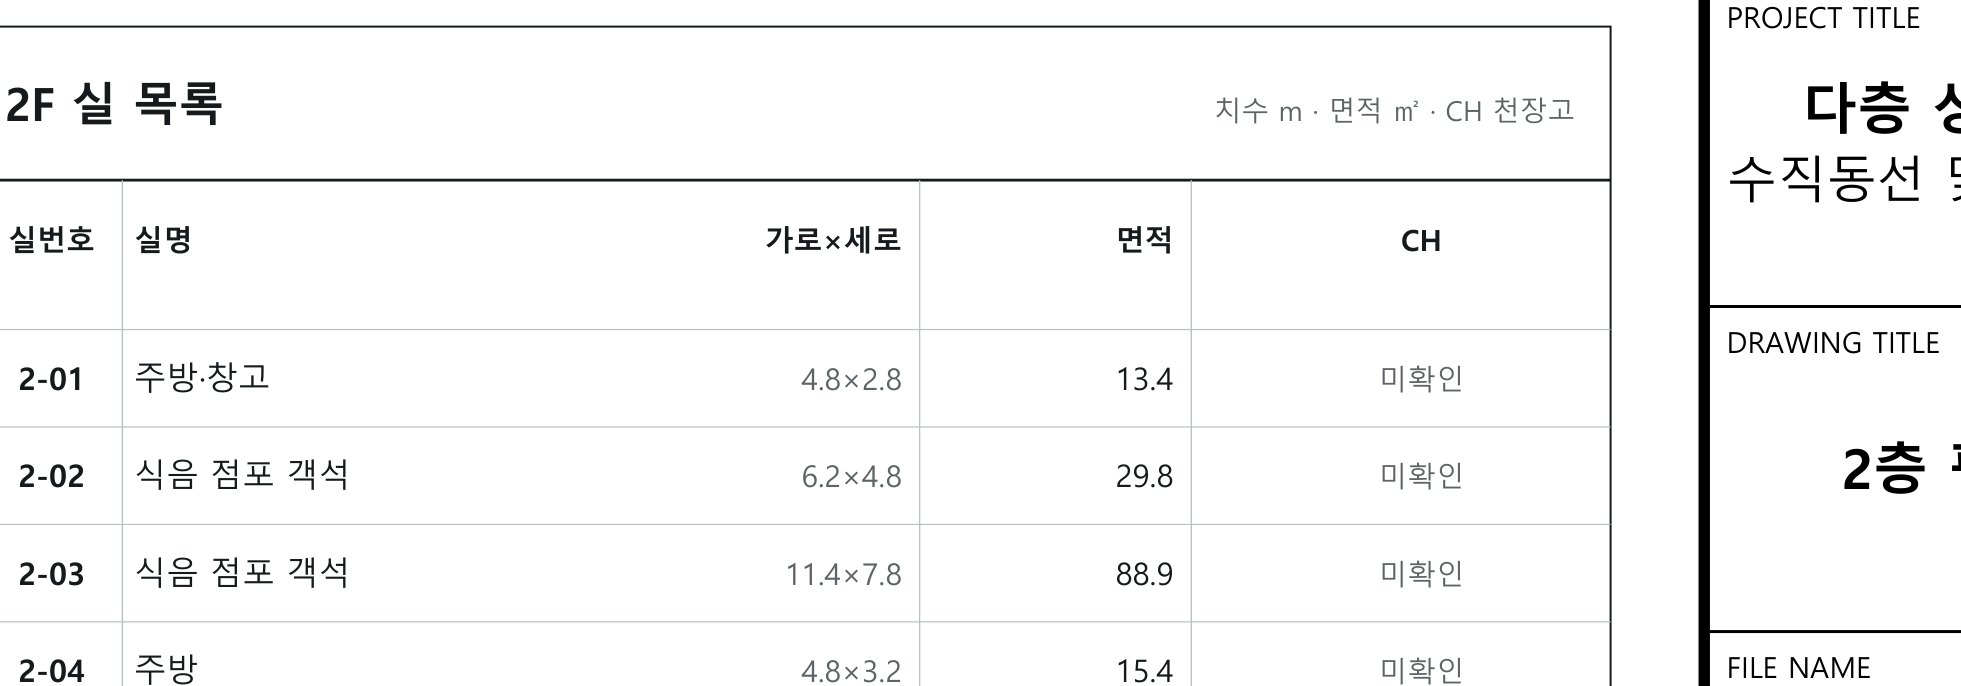 2F 실 목록
치수 m · 면적 ㎡ · CH 천장고
실번호 실명 가로×세로 면적 CH
2-01 주방·창고 4.8×2.8 13.4 미확인
2-02 식음 점포 객석 6.2×4.8 29.8 미확인
2-03 식음 점포 객석 11.4×7.8 88.9 미확인
2-04 주방 4.8×3.2 15.4 미확인
PROJECT TITLE
다층
수직동선
DRAWING TITLE
2층
FILE NAME